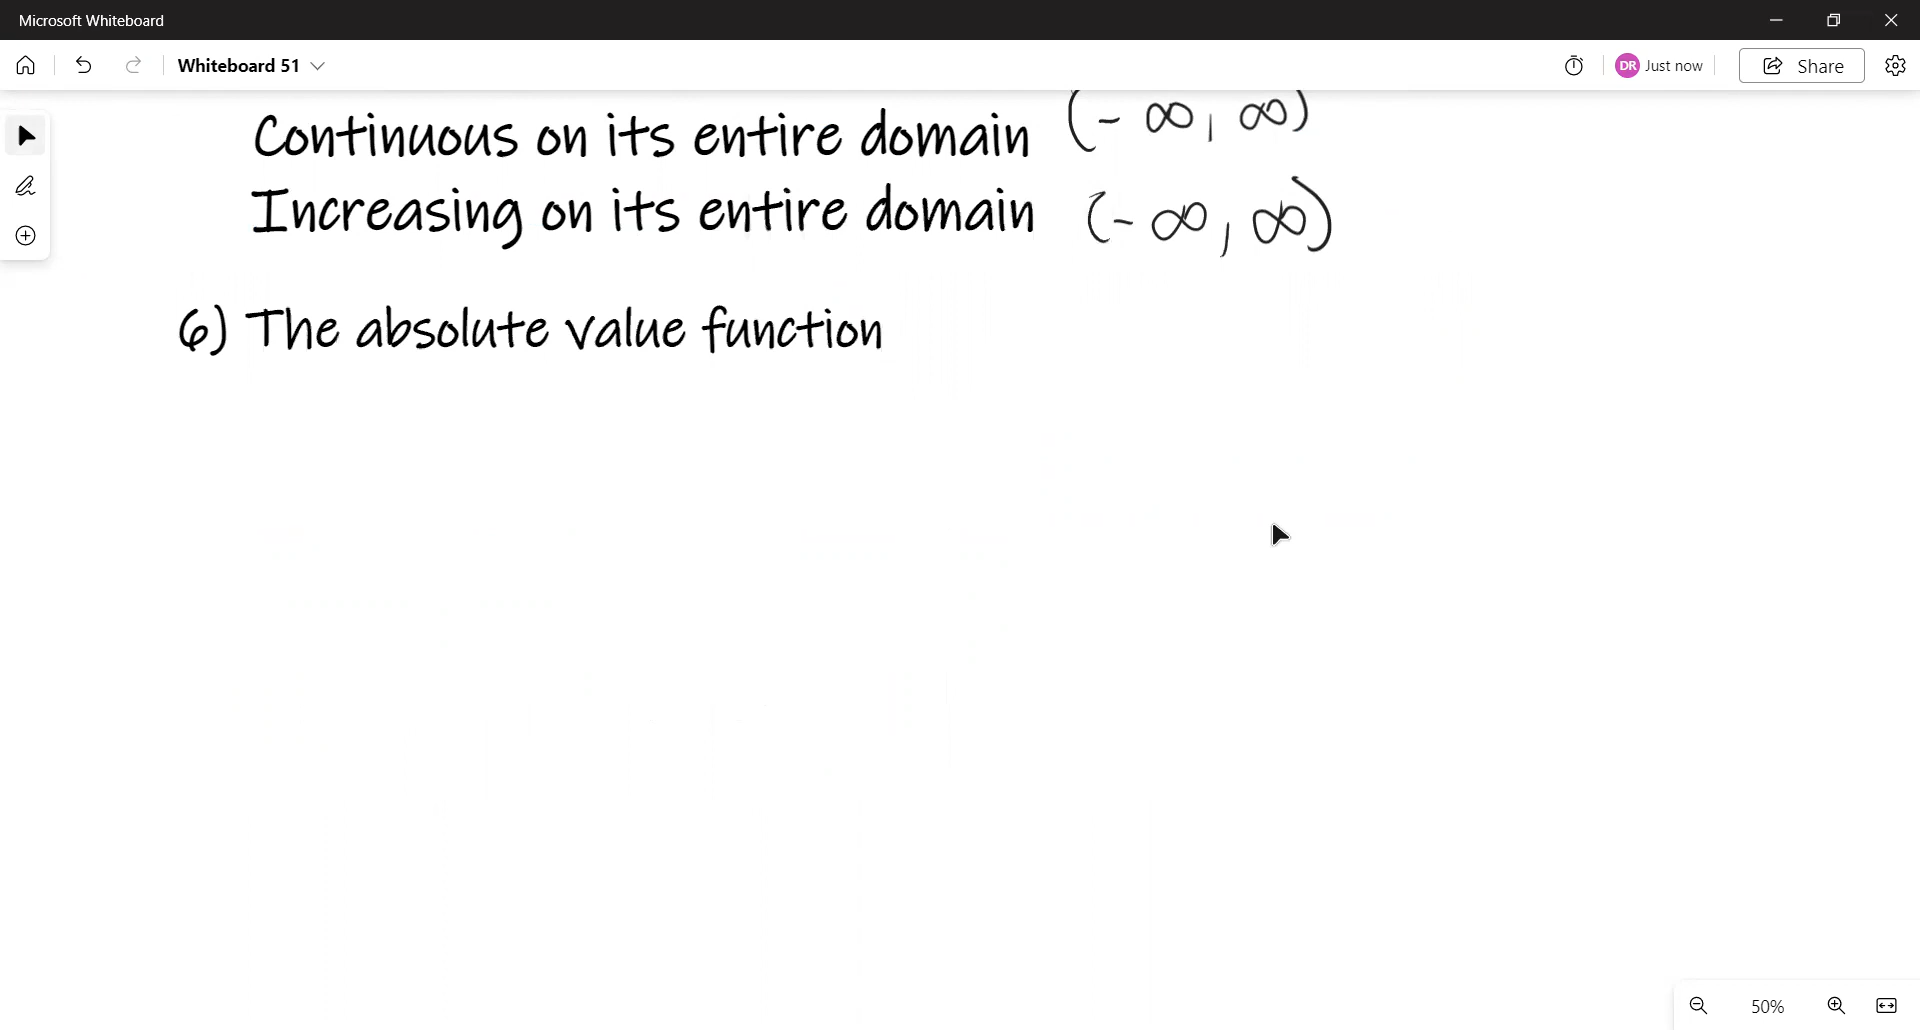 Microsoft Whiteboard
Whiteboard 51
DR Just now
Share
Continuous on its entire domain (- ∞, ∞)
Increasing on its entire domain (- ∞, ∞)
6) The absolute value function
50%